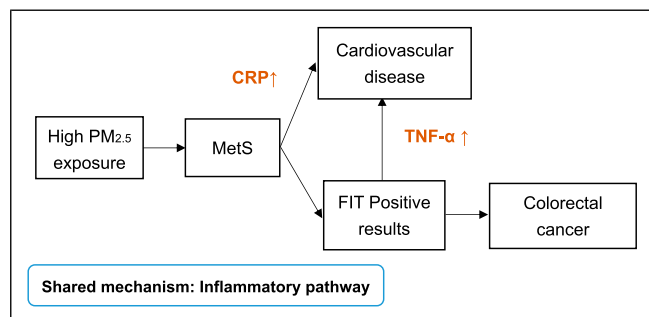 Cardiovascular
disease
CRP↑
High PM₂.₅
exposure
MetS
TNF-α ↑
FIT Positive
results
Colorectal
cancer
Shared mechanism: Inflammatory pathway